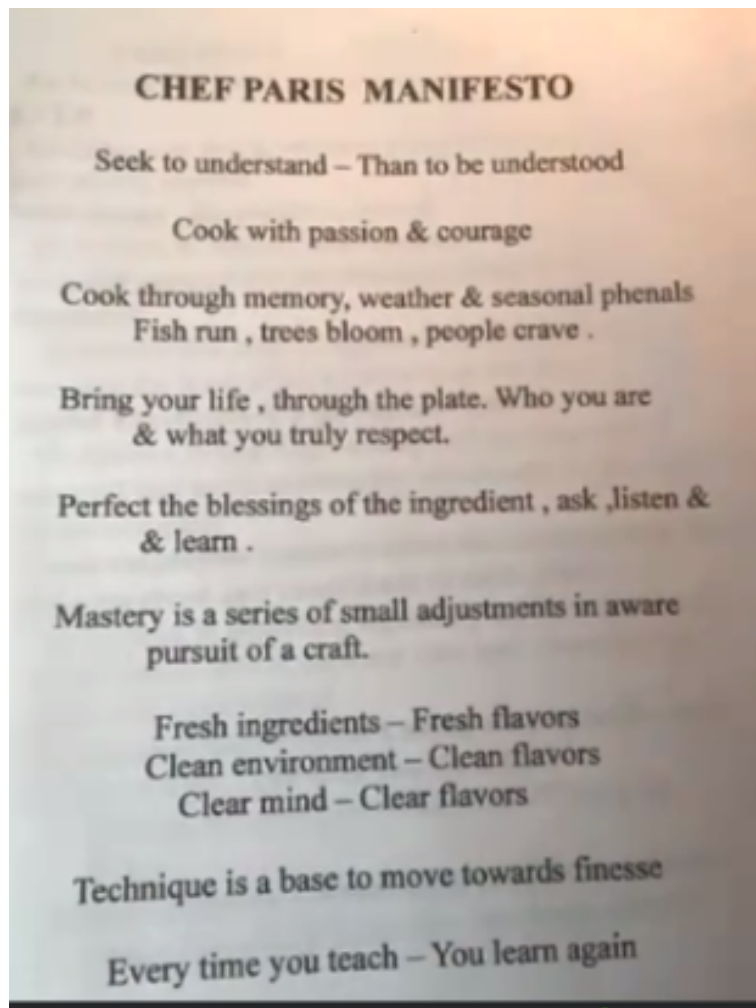 CHEF PARIS MANIFESTO
Seek to understand – Than to be understood
Cook with passion & courage
Cook through memory, weather & seasonal phenals
Fish run , trees bloom , people crave .
Bring your life , through the plate. Who you are
& what you truly respect.
Perfect the blessings of the ingredient , ask ,listen &
& learn .
Mastery is a series of small adjustments in aware
pursuit of a craft.
Fresh ingredients – Fresh flavors
Clean environment – Clean flavors
Clear mind – Clear flavors
Technique is a base to move towards finesse
Every time you teach – You learn again